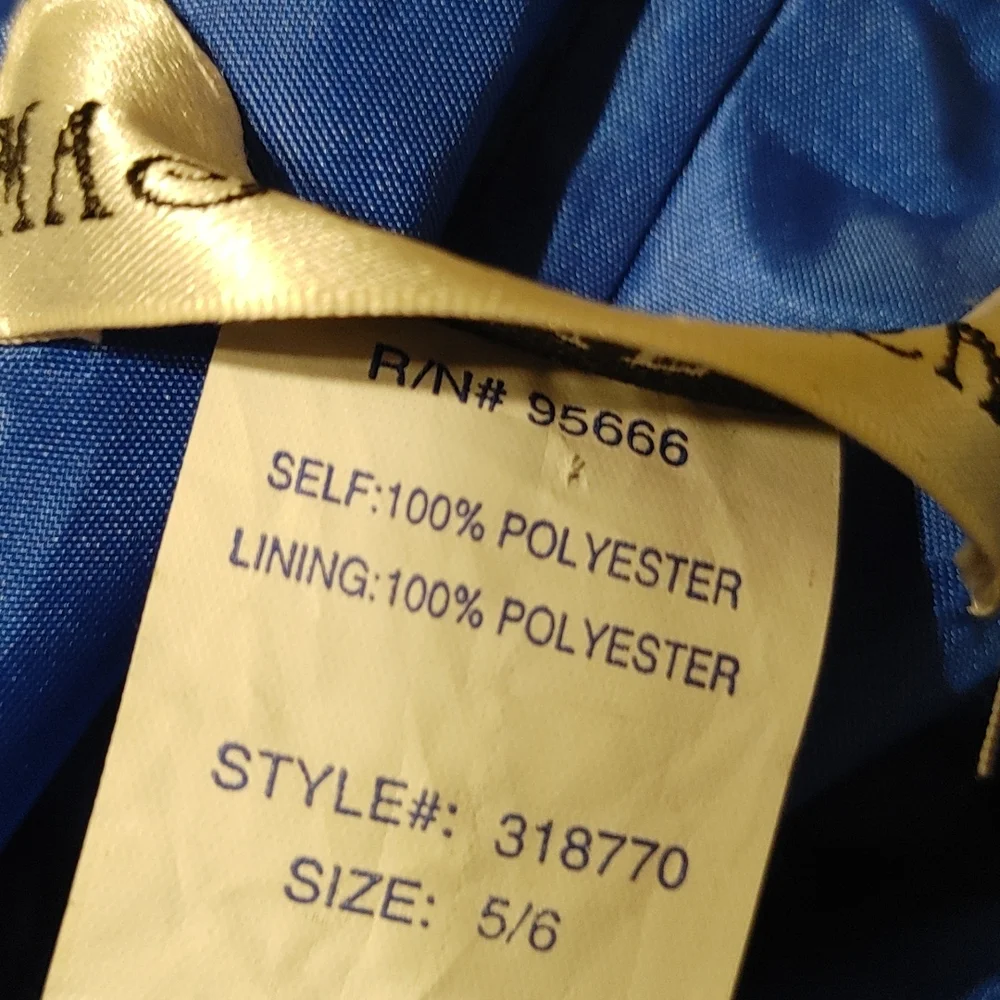 R/N# 95666
SELF:100% POLYESTER
LINING:100% POLYESTER
STYLE#: 318770
SIZE: 5/6